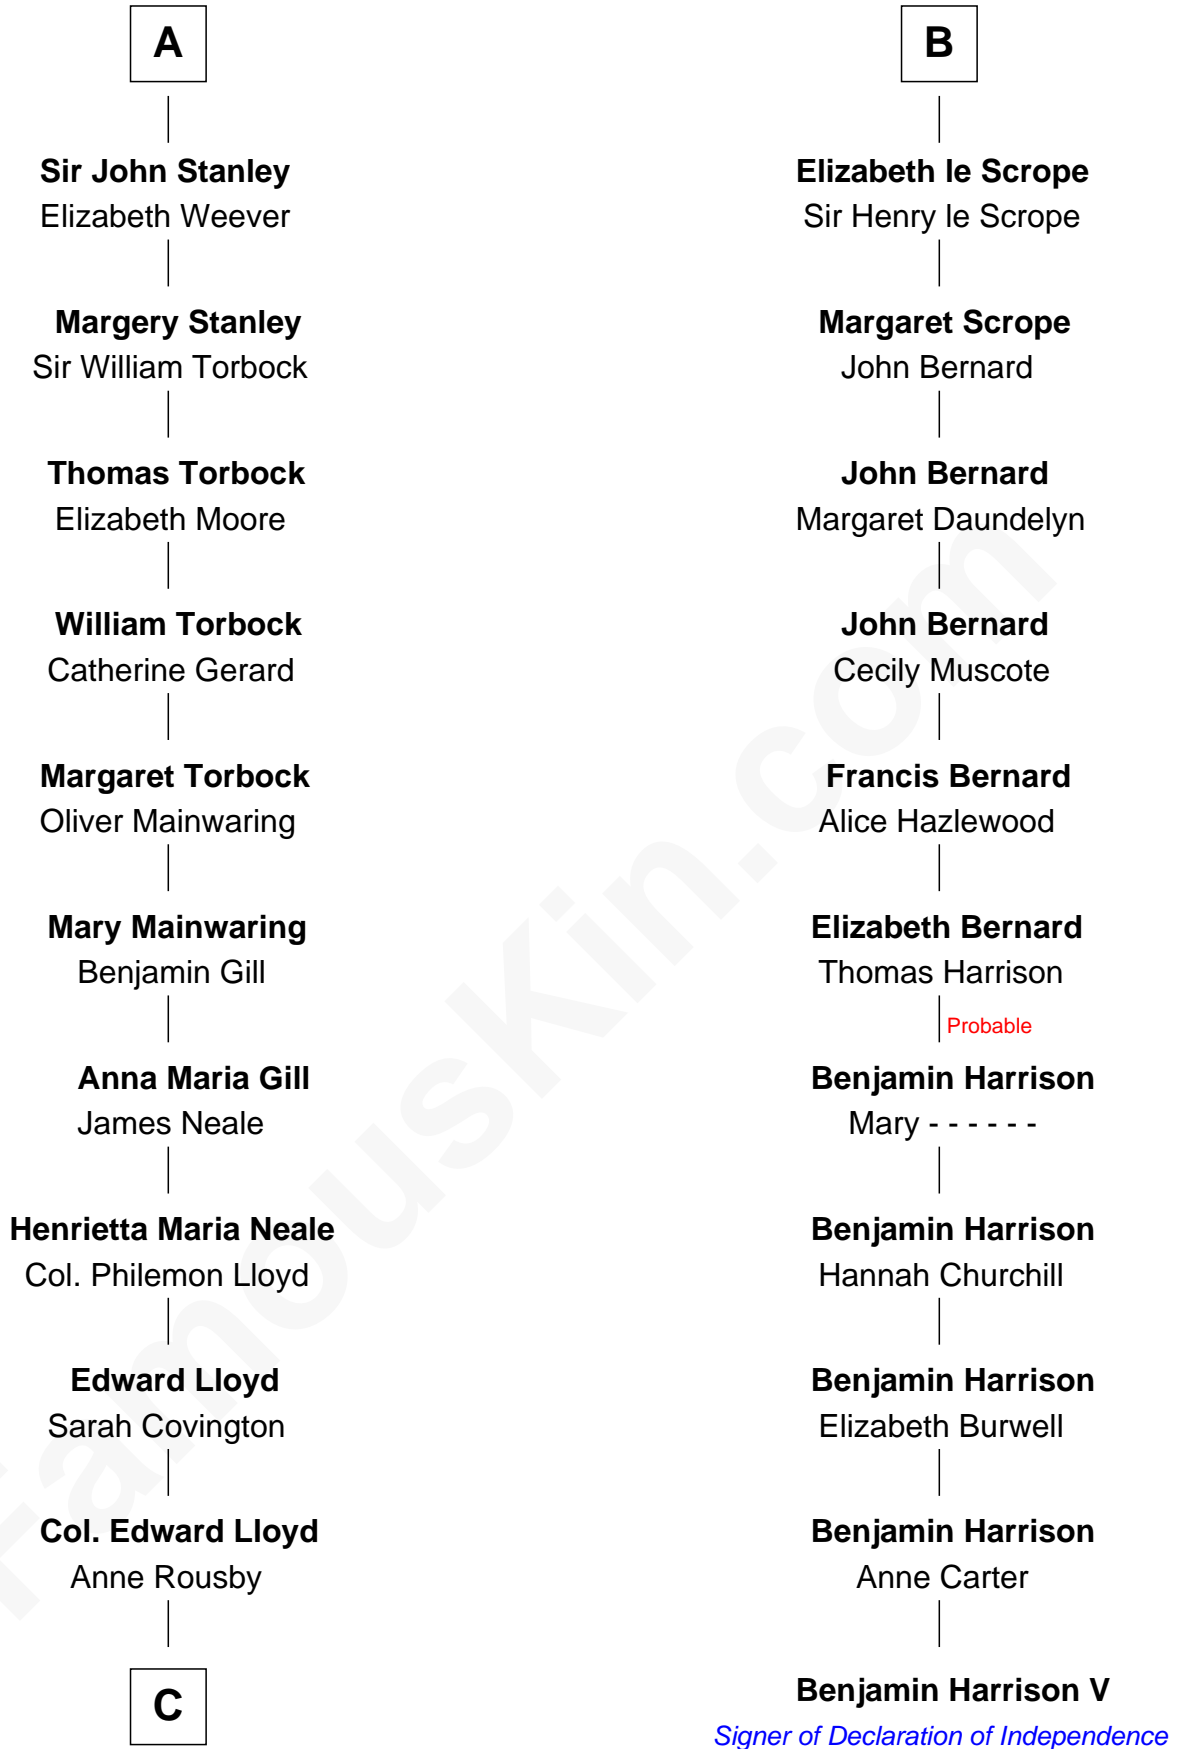 A
Sir John Stanley
Elizabeth Weever
Margery Stanley
Sir William Torbock
Thomas Torbock
Elizabeth Moore
William Torbock
Catherine Gerard
Margaret Torbock
Oliver Mainwaring
Mary Mainwaring
Benjamin Gill
Anna Maria Gill
James Neale
Henrietta Maria Neale
Col. Philemon Lloyd
Edward Lloyd
Sarah Covington
Col. Edward Lloyd
Anne Rousby
C
B
Elizabeth le Scrope
Sir Henry le Scrope
Margaret Scrope
John Bernard
John Bernard
Margaret Daundelyn
John Bernard
Cecily Muscote
Francis Bernard
Alice Hazlewood
Elizabeth Bernard
Thomas Harrison
Probable
Benjamin Harrison
Mary - - - - - -
Benjamin Harrison
Hannah Churchill
Benjamin Harrison
Elizabeth Burwell
Benjamin Harrison
Anne Carter
Benjamin Harrison V
Signer of Declaration of Independence
FamousKin.com